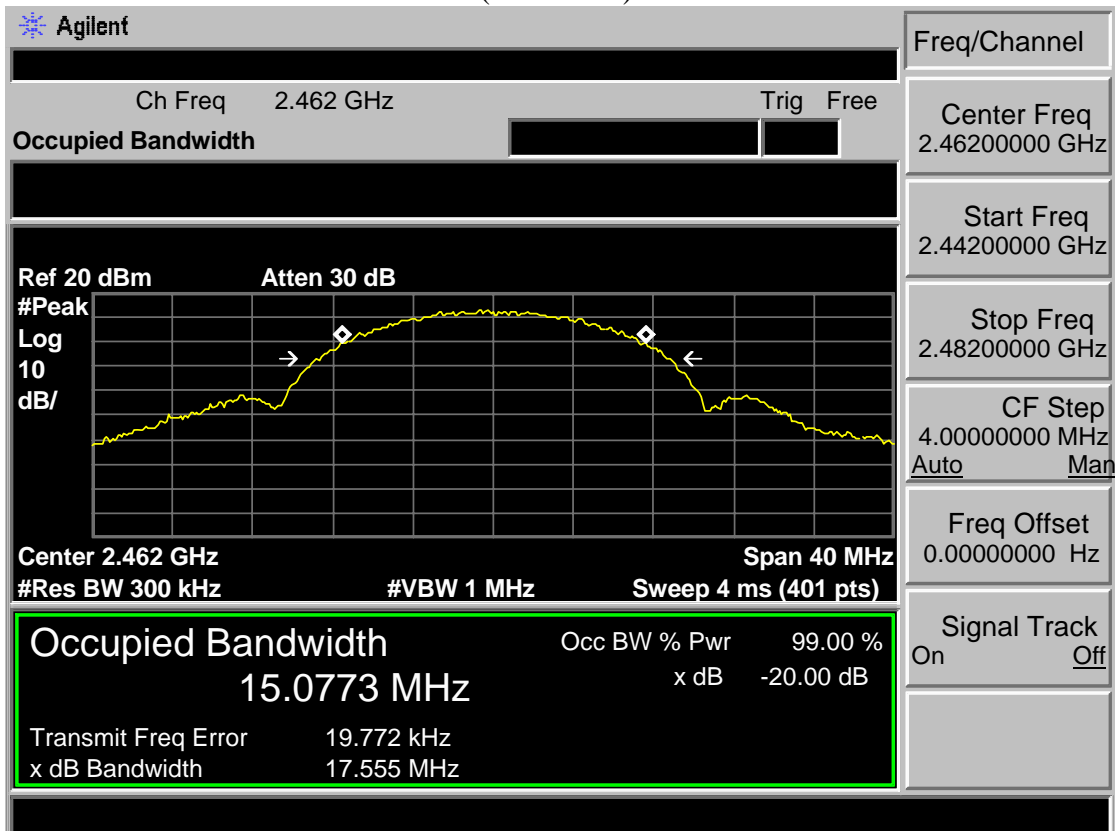 Agilent
Freq/Channel
Ch Freq 2.462 GHz Trig Free
Occupied Bandwidth
Center Freq
2.46200000 GHz
Start Freq
2.44200000 GHz
Stop Freq
2.48200000 GHz
CF Step
4.00000000 MHz
Auto Man
Freq Offset
0.00000000 Hz
Signal Track
On Off
Ref 20 dBm Atten 30 dB
#Peak
Log
10
dB/
Center 2.462 GHz Span 40 MHz
#Res BW 300 kHz #VBW 1 MHz Sweep 4 ms (401 pts)
Occupied Bandwidth Occ BW % Pwr 99.00 %
15.0773 MHz x dB -20.00 dB
Transmit Freq Error 19.772 kHz
x dB Bandwidth 17.555 MHz